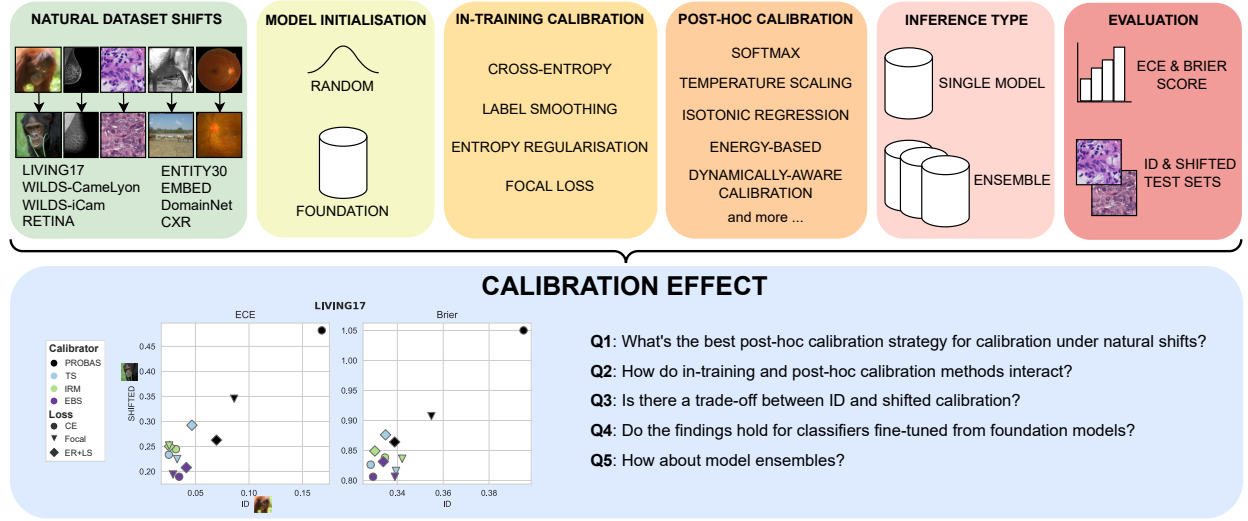 NATURAL DATASET SHIFTS
LIVING17
WILDS-CameLyon
WILDS-iCam
RETINA
ENTITY30
EMBED
DomainNet
CXR
MODEL INITIALISATION
RANDOM
FOUNDATION
IN-TRAINING CALIBRATION
CROSS-ENTROPY
LABEL SMOOTHING
ENTROPY REGULARISATION
FOCAL LOSS
POST-HOC CALIBRATION
SOFTMAX
TEMPERATURE SCALING
ISOTONIC REGRESSION
ENERGY-BASED
DYNAMICALLY-AWARE
CALIBRATION
and more ...
INFERENCE TYPE
SINGLE MODEL
ENSEMBLE
EVALUATION
ECE & BRIER
SCORE
ID & SHIFTED
TEST SETS
CALIBRATION EFFECT
LIVING17
Calibrator
PROBAS
TS
IRM
EBS
Loss
CE
Focal
ER+LS
ECE
SHIFTED
0.45
0.40
0.35
0.30
0.25
0.20
0.05
0.10
0.15
ID
Brier
1.05
1.00
0.95
0.90
0.85
0.80
0.34
0.36
0.38
ID
Q1: What's the best post-hoc calibration strategy for calibration under natural shifts?
Q2: How do in-training and post-hoc calibration methods interact?
Q3: Is there a trade-off between ID and shifted calibration?
Q4: Do the findings hold for classifiers fine-tuned from foundation models?
Q5: How about model ensembles?